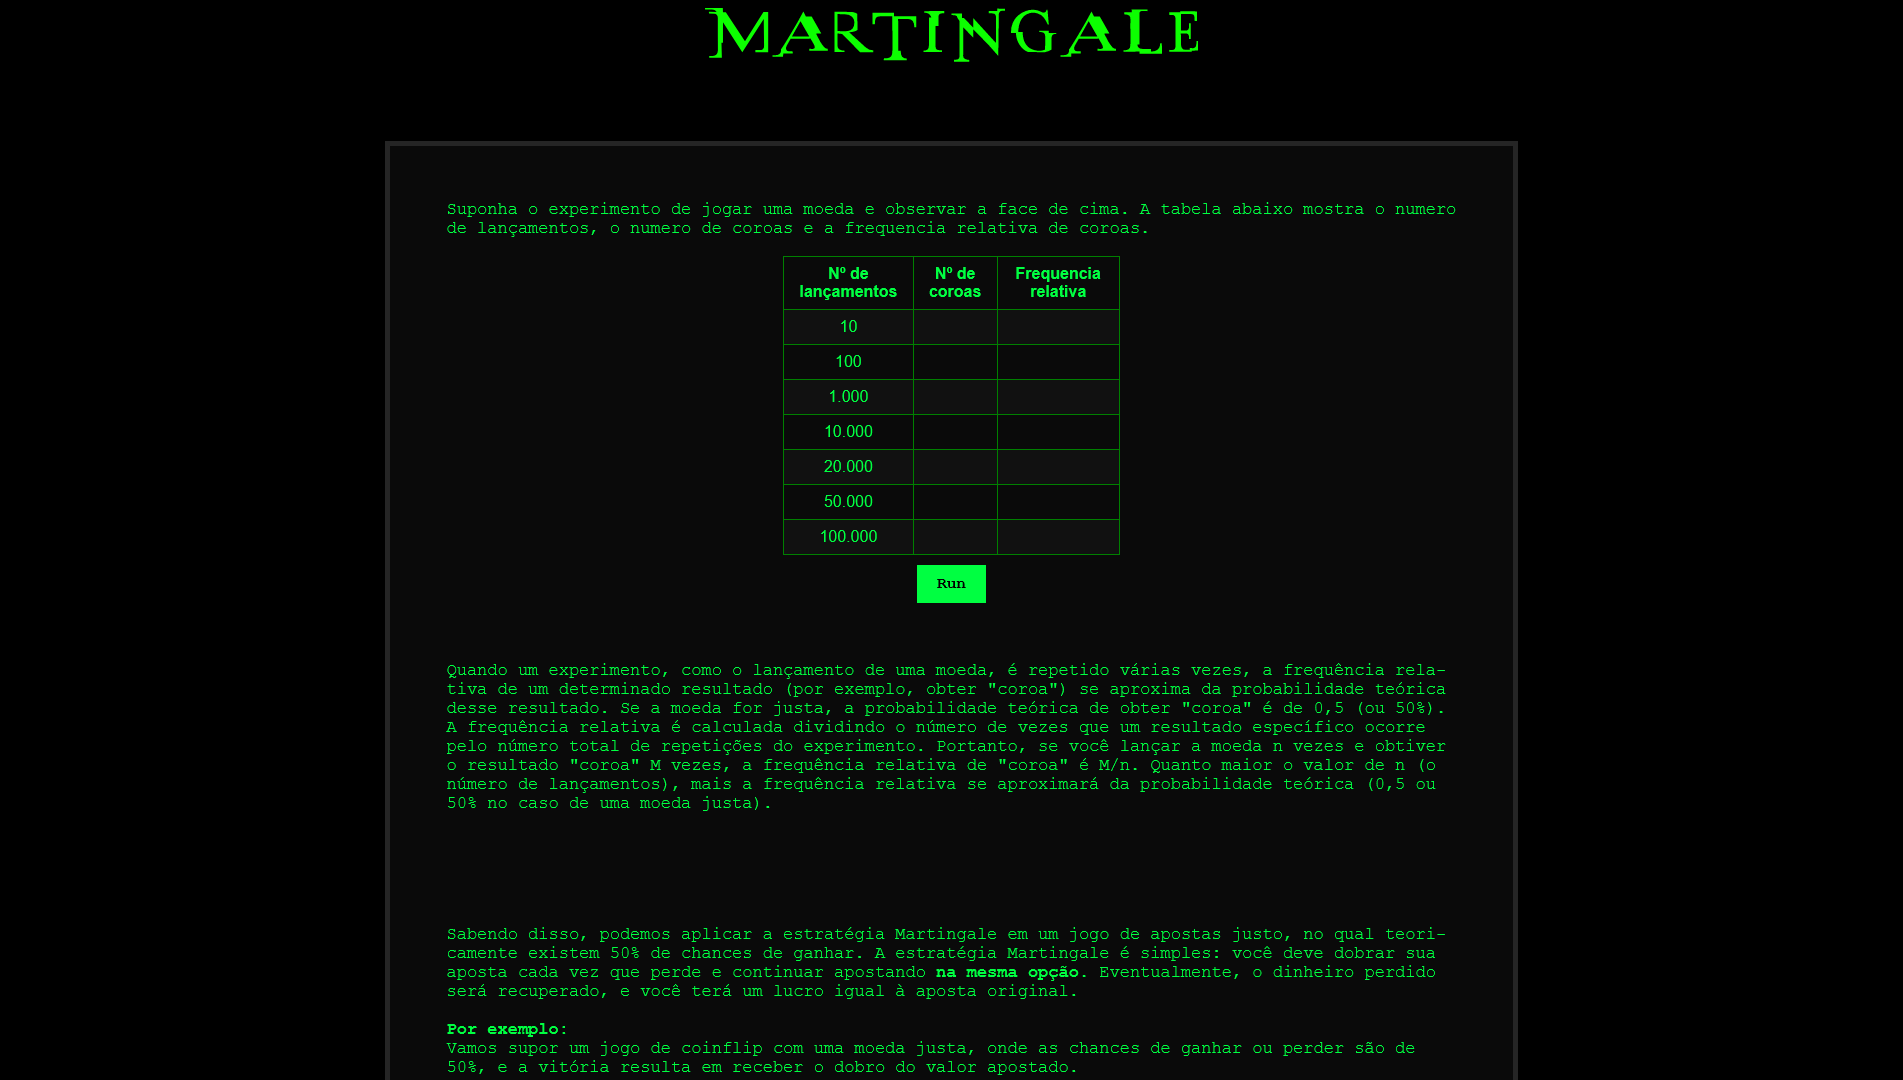 MARTINGALE
Suponha o experimento de jogar uma moeda e observar a face de cima. A tabela abaixo mostra o numero
de lançamentos, o numero de coroas e a frequencia relativa de coroas.
Nº de lançamentos Nº de coroas Frequencia relativa
10
100
1.000
10.000
20.000
50.000
100.000
Run
Quando um experimento, como o lançamento de uma moeda, é repetido várias vezes, a frequência rela-
tiva de um determinado resultado (por exemplo, obter "coroa") se aproxima da probabilidade teórica
desse resultado. Se a moeda for justa, a probabilidade teórica de obter "coroa" é de 0,5 (ou 50%).
A frequência relativa é calculada dividindo o número de vezes que um resultado específico ocorre
pelo número total de repetições do experimento. Portanto, se você lançar a moeda n vezes e obtiver
o resultado "coroa" M vezes, a frequência relativa de "coroa" é M/n. Quanto maior o valor de n (o
número de lançamentos), mais a frequência relativa se aproximará da probabilidade teórica (0,5 ou
50% no caso de uma moeda justa).
Sabendo disso, podemos aplicar a estratégia Martingale em um jogo de apostas justo, no qual teori-
camente existem 50% de chances de ganhar. A estratégia Martingale é simples: você deve dobrar sua
aposta cada vez que perde e continuar apostando na mesma opção. Eventualmente, o dinheiro perdido
será recuperado, e você terá um lucro igual à aposta original.
Por exemplo:
Vamos supor um jogo de coinflip com uma moeda justa, onde as chances de ganhar ou perder são de
50%, e a vitória resulta em receber o dobro do valor apostado.